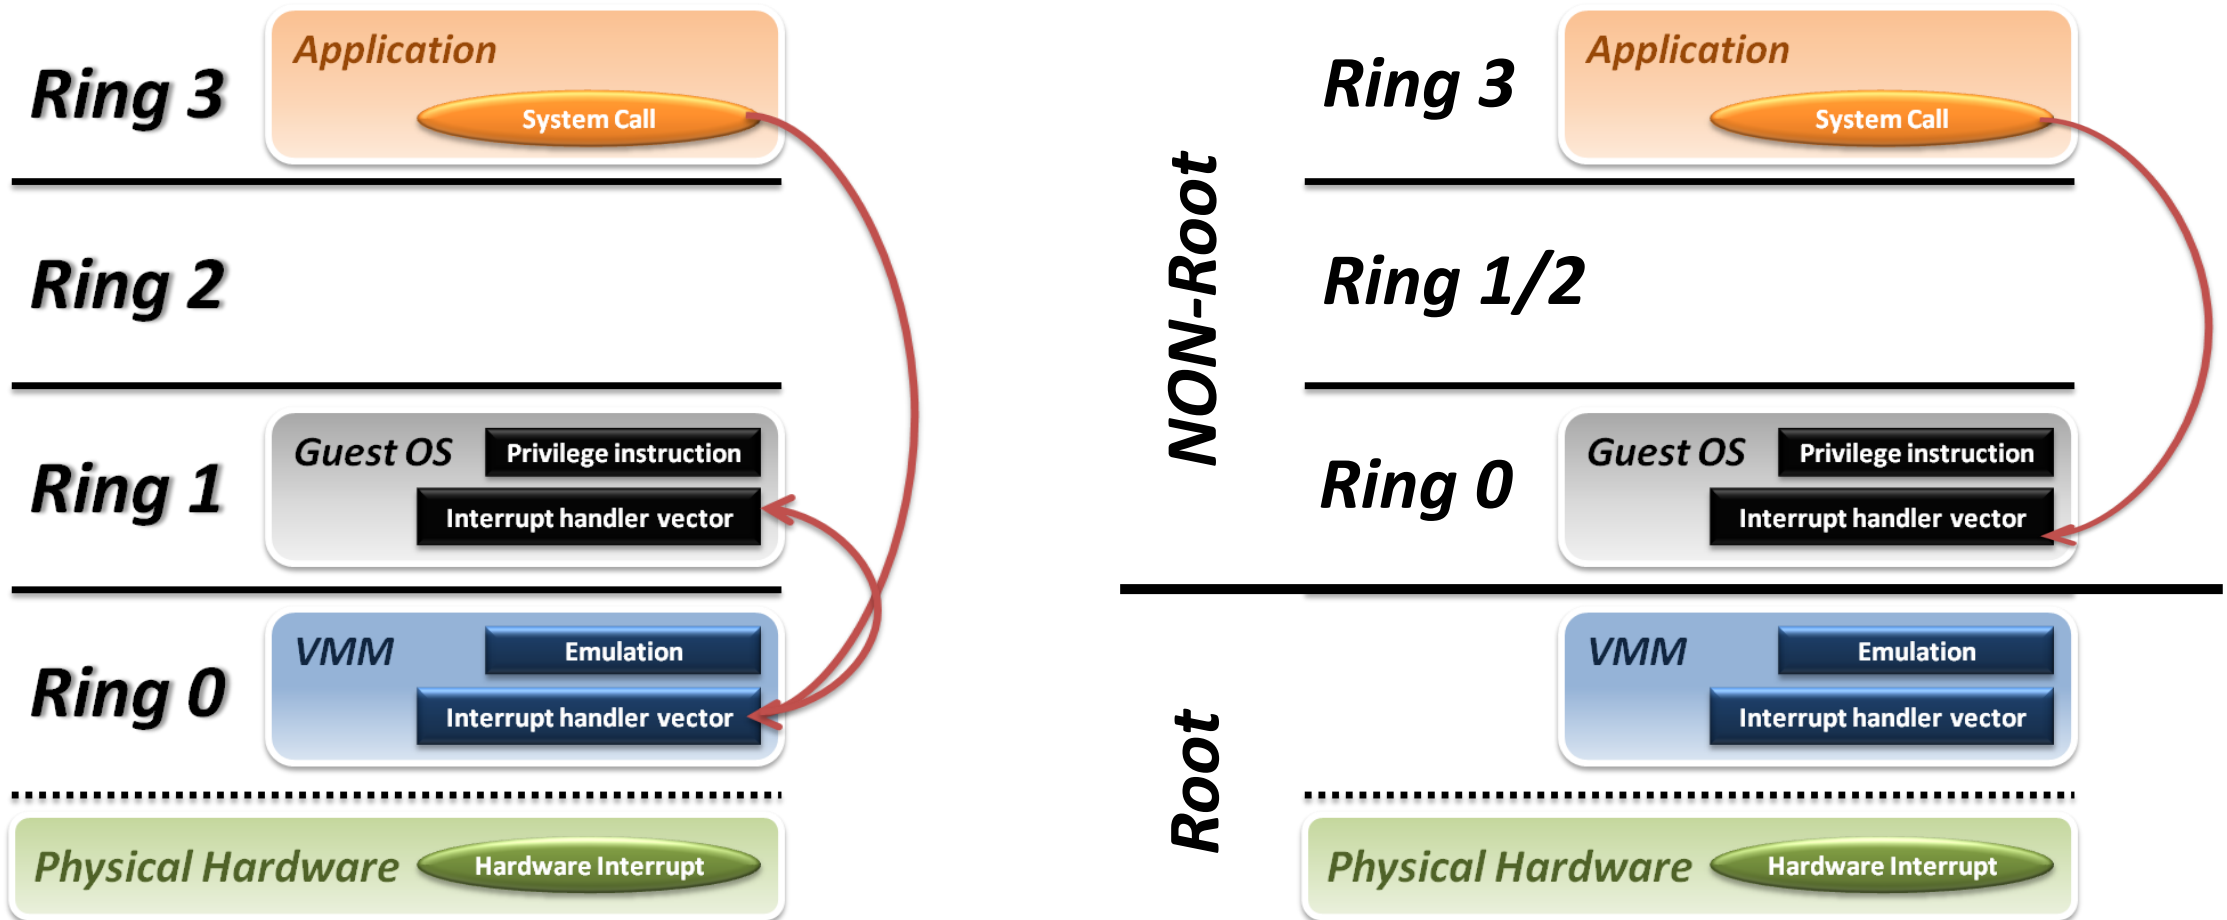 Ring 3
Application
System Call
Ring 2
Ring 1
Guest OS
Privilege instruction
Interrupt handler vector
Ring 0
VMM
Emulation
Interrupt handler vector
Physical Hardware
Hardware Interrupt
NON-Root
Ring 3
Application
System Call
Ring 1/2
Ring 0
Guest OS
Privilege instruction
Interrupt handler vector
Root
VMM
Emulation
Interrupt handler vector
Physical Hardware
Hardware Interrupt